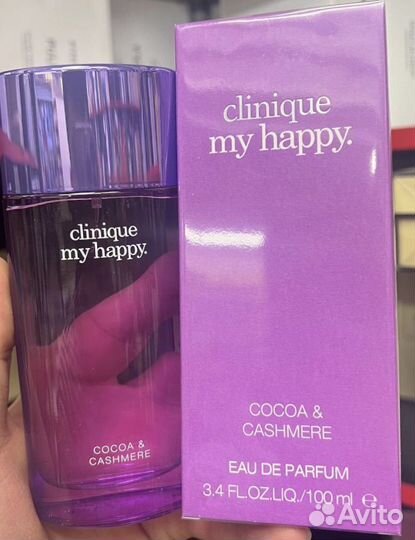 clinique
my happy.
COCOA &
CASHMERE
clinique
my happy.
COCOA &
CASHMERE
EAU DE PARFUM
3.4 FL.OZ.LIQ./100 ml ℮
Avito